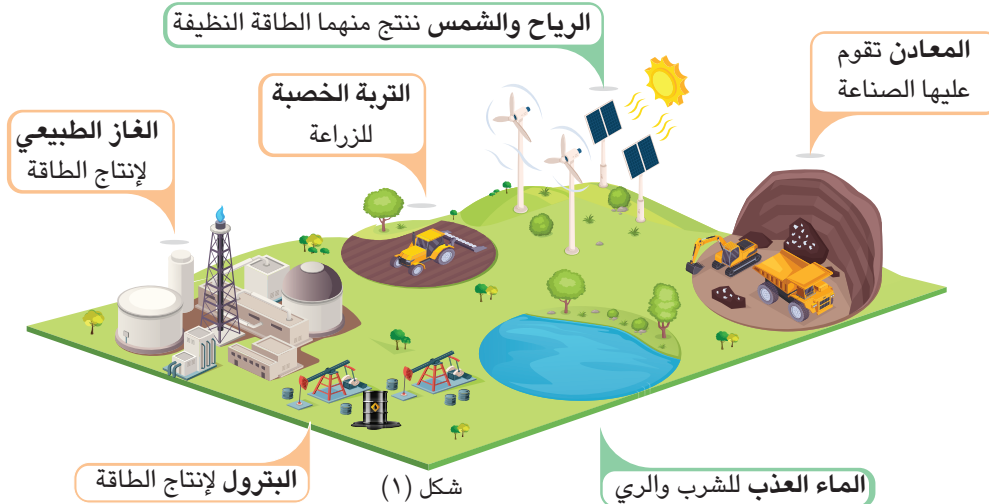 الرياح والشمس ننتج منهما الطاقة النظيفة
المعادن تقوم
عليها الصناعة
التربة الخصبة
للزراعة
الغاز الطبيعي
لإنتاج الطاقة
البترول لإنتاج الطاقة
شكل (١)
الماء العذب للشرب والري